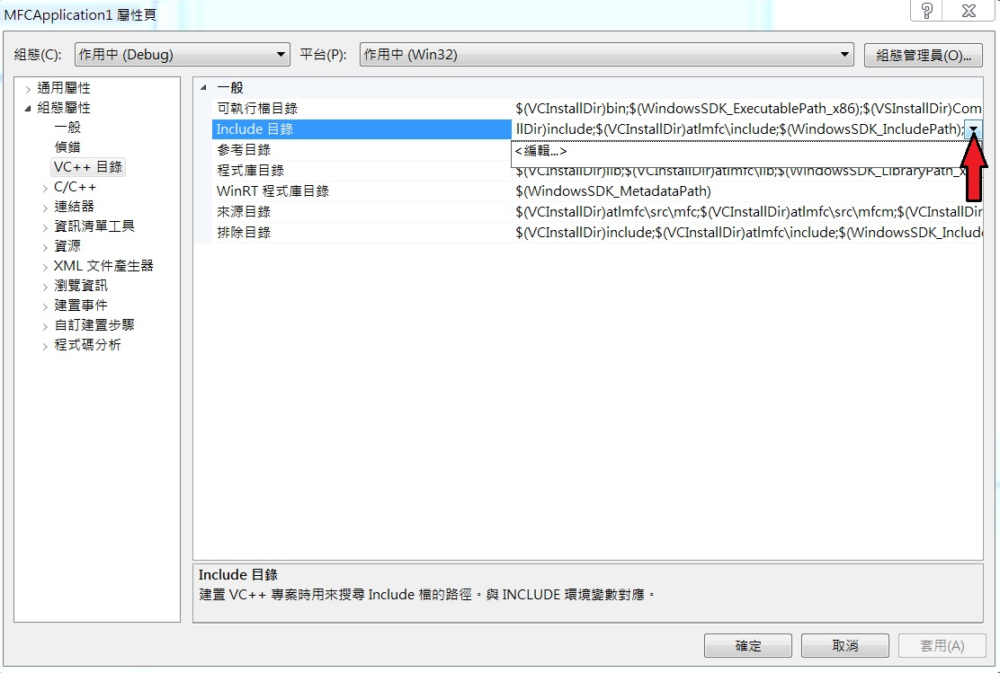 MFCApplication1 屬性頁
組態(C): 作用中 (Debug) 平台(P): 作用中 (Win32) 組態管理員(O)...
通用屬性
組態屬性
一般
偵錯
VC++ 目錄
C/C++
連結器
資訊清單工具
資源
XML 文件產生器
瀏覽資訊
建置事件
自訂建置步驟
程式碼分析
一般
可執行檔目錄 $(VCInstallDir)bin;$(WindowsSDK_ExecutablePath_x86);$(VSInstallDir)Com
Include 目錄 llDir)include;$(VCInstallDir)atlmfc\include;$(WindowsSDK_IncludePath);
參考目錄 <編輯...>
程式庫目錄 $(VCInstallDir)lib;$(VCInstallDir)atlmfc\lib;$(WindowsSDK_LibraryPath_x
WinRT 程式庫目錄 $(WindowsSDK_MetadataPath)
來源目錄 $(VCInstallDir)atlmfc\src\mfc;$(VCInstallDir)atlmfc\src\mfcm;$(VCInstallDir
排除目錄 $(VCInstallDir)include;$(VCInstallDir)atlmfc\include;$(WindowsSDK_Include
Include 目錄
建置 VC++ 專案時用來搜尋 Include 檔的路徑。與 INCLUDE 環境變數對應。
確定 取消 套用(A)